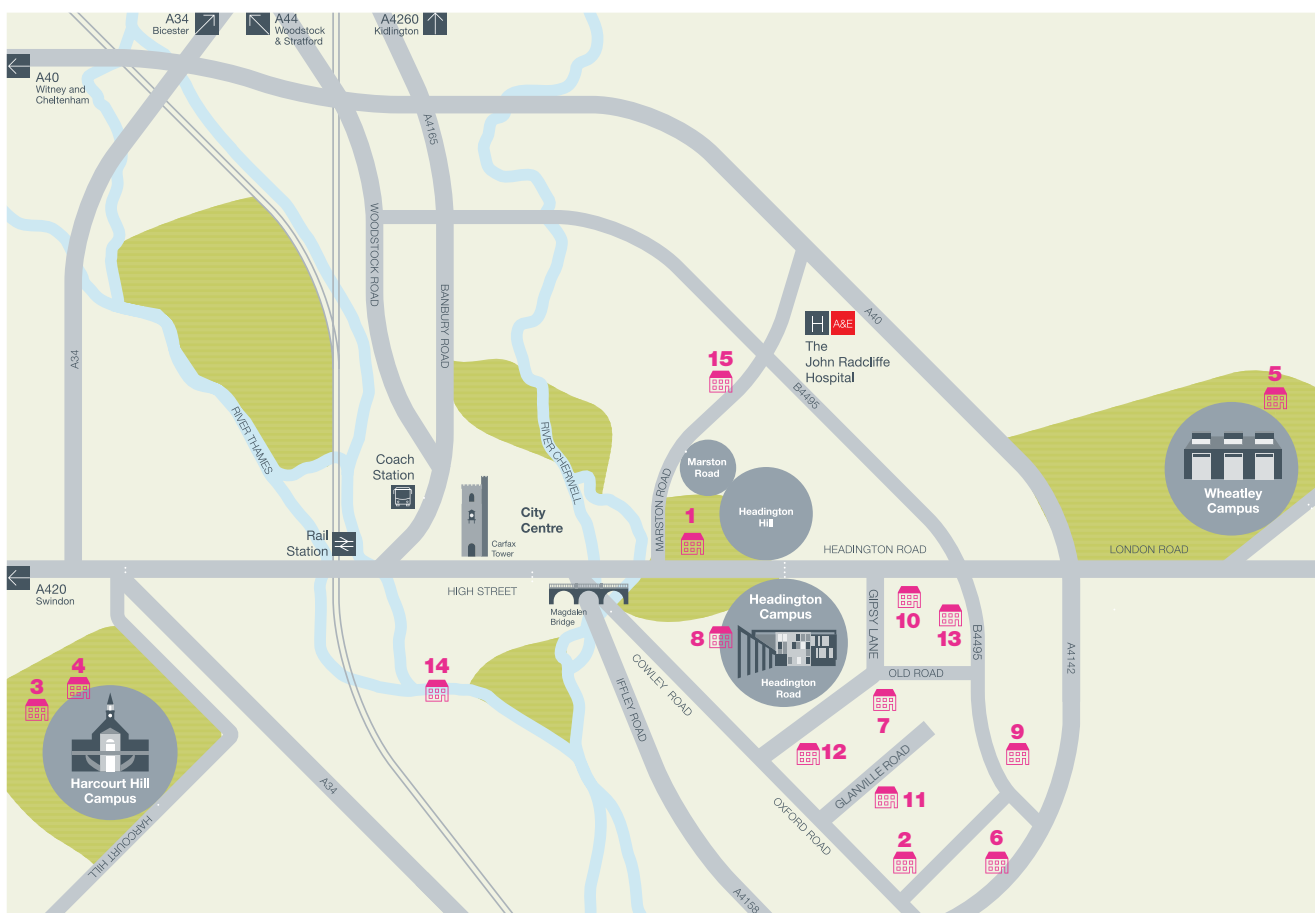 A34
Bicester
A44
Woodstock
& Stratford
A4260
Kidlington
A40
Witney and
Cheltenham
A4165
WOODSTOCK ROAD
BANBURY ROAD
A34
RIVER THAMES
RIVER CHERWELL
H
A&E
The
John Radcliffe
Hospital
A40
B4495
15
5
Coach
Station
City
Centre
Carfax
Tower
Rail
Station
Marston
Road
MARSTON ROAD
1
Headington
Hill
Wheatley
Campus
HEADINGTON ROAD
LONDON ROAD
A420
Swindon
HIGH STREET
Magdalen
Bridge
Headington
Campus
Headington
Road
8
GIPSY LANE
10
13
B4495
A4142
OLD ROAD
3
4
14
COWLEY ROAD
IFFLEY ROAD
7
12
9
GLANVILLE ROAD
11
Harcourt Hill
Campus
HARCOURT HILL
A34
OXFORD ROAD
2
6
A4158